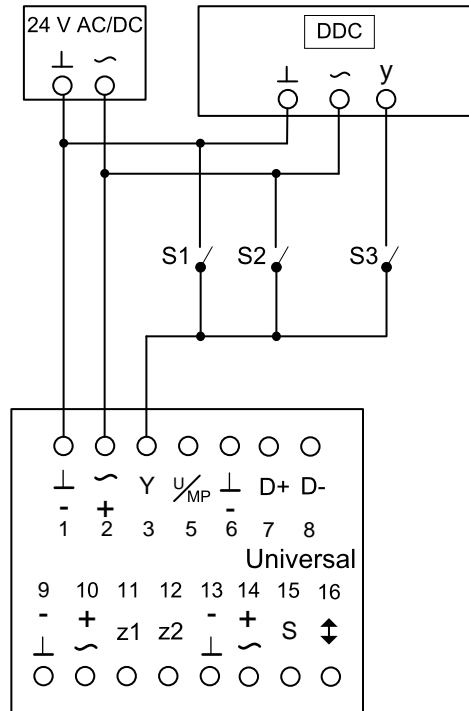 24 V AC/DC
DDC
⊥ ~
⊥ ~ y
S1 S2 S3
⊥ ~ Y U/MP ⊥ D+ D-
- + -
1 2 3 5 6 7 8
Universal
9 10 11 12 13 14 15 16
- + z1 z2 - + S ↕
⊥ ~ ⊥ ~